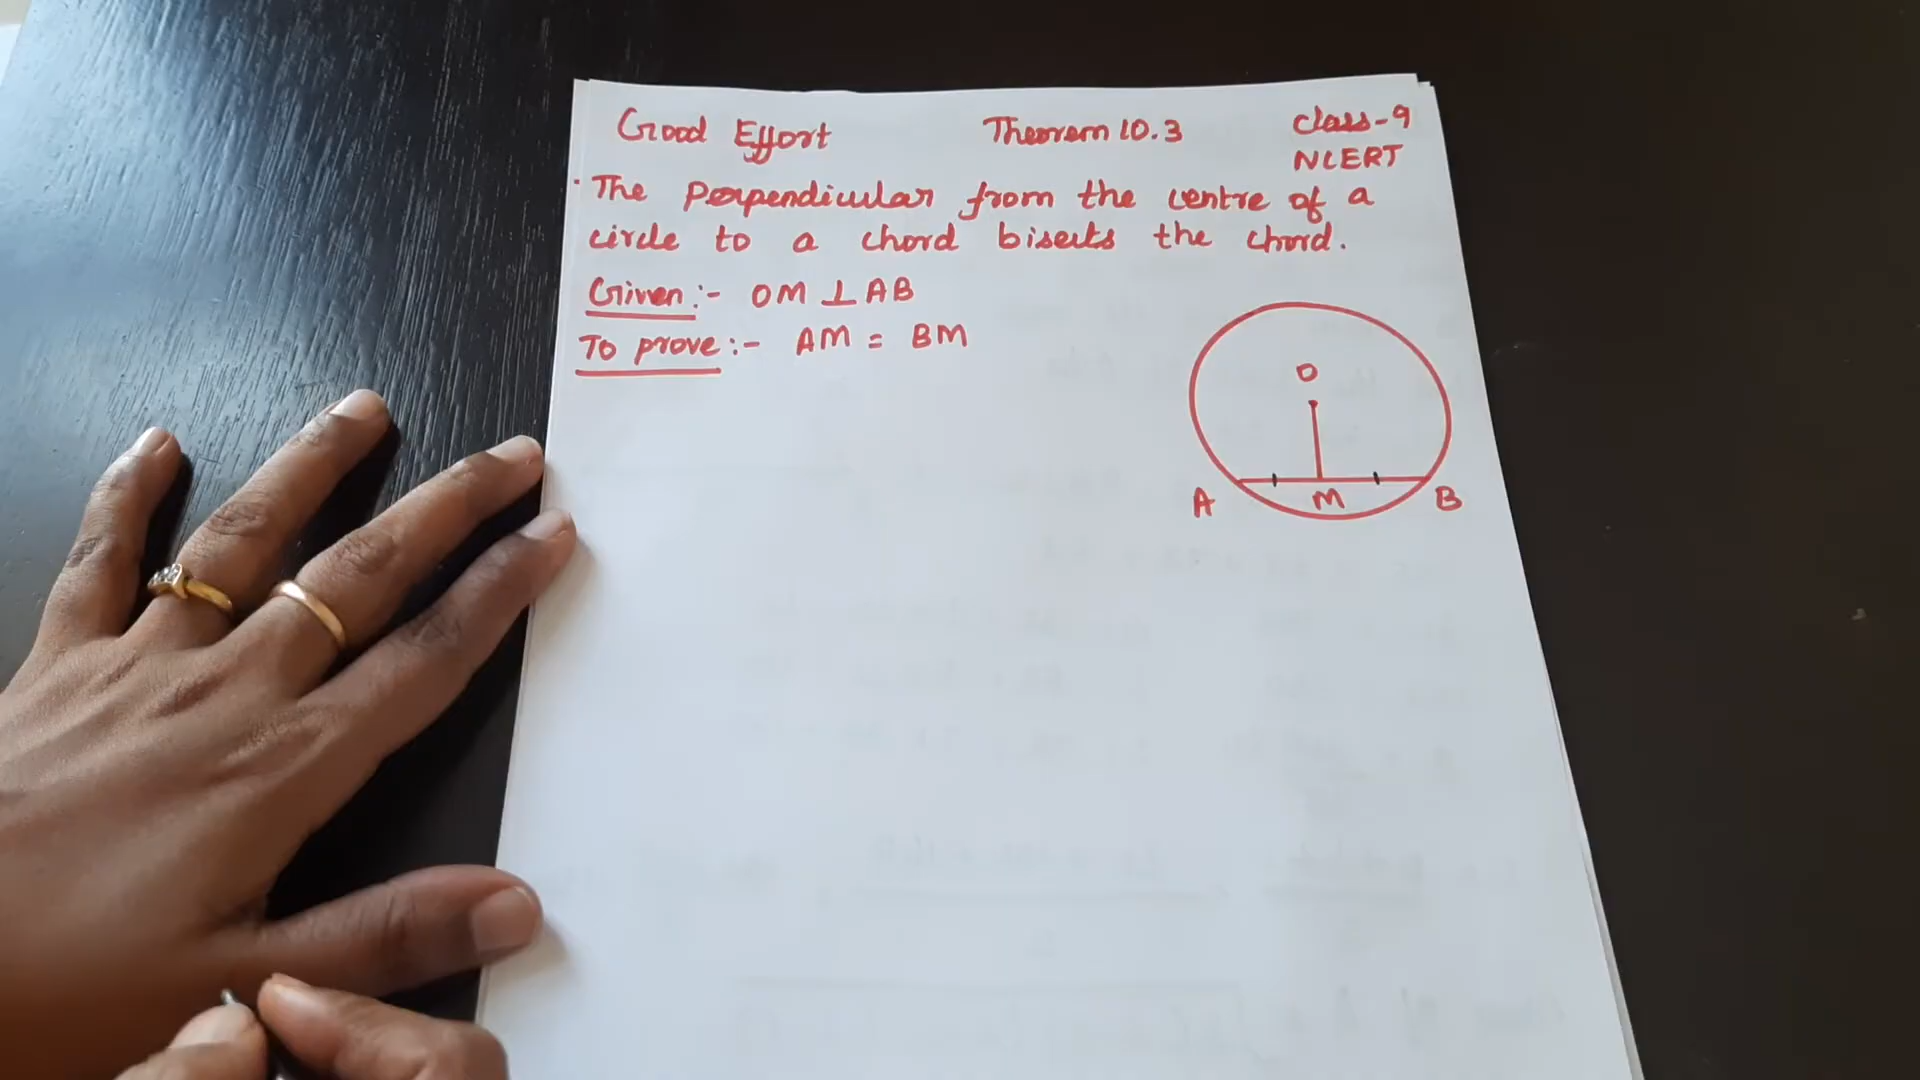 Good Effort Theorem 10.3 class-9
NCERT
The Perpendicular from the centre of a
circle to a chord bisects the chord.
Given:- OM ⊥ AB
To prove:- AM = BM
O
A M B